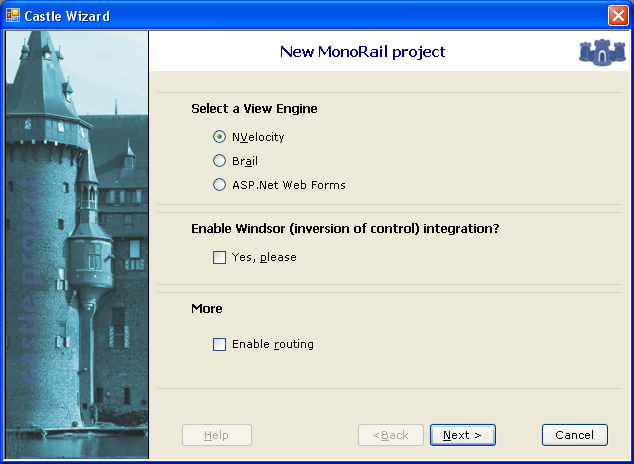 Castle Wizard
New MonoRail project
Castle Project
Select a View Engine
NVelocity
Brail
ASP.Net Web Forms
Enable Windsor (inversion of control) integration?
Yes, please
More
Enable routing
Help
<Back
Next >
Cancel